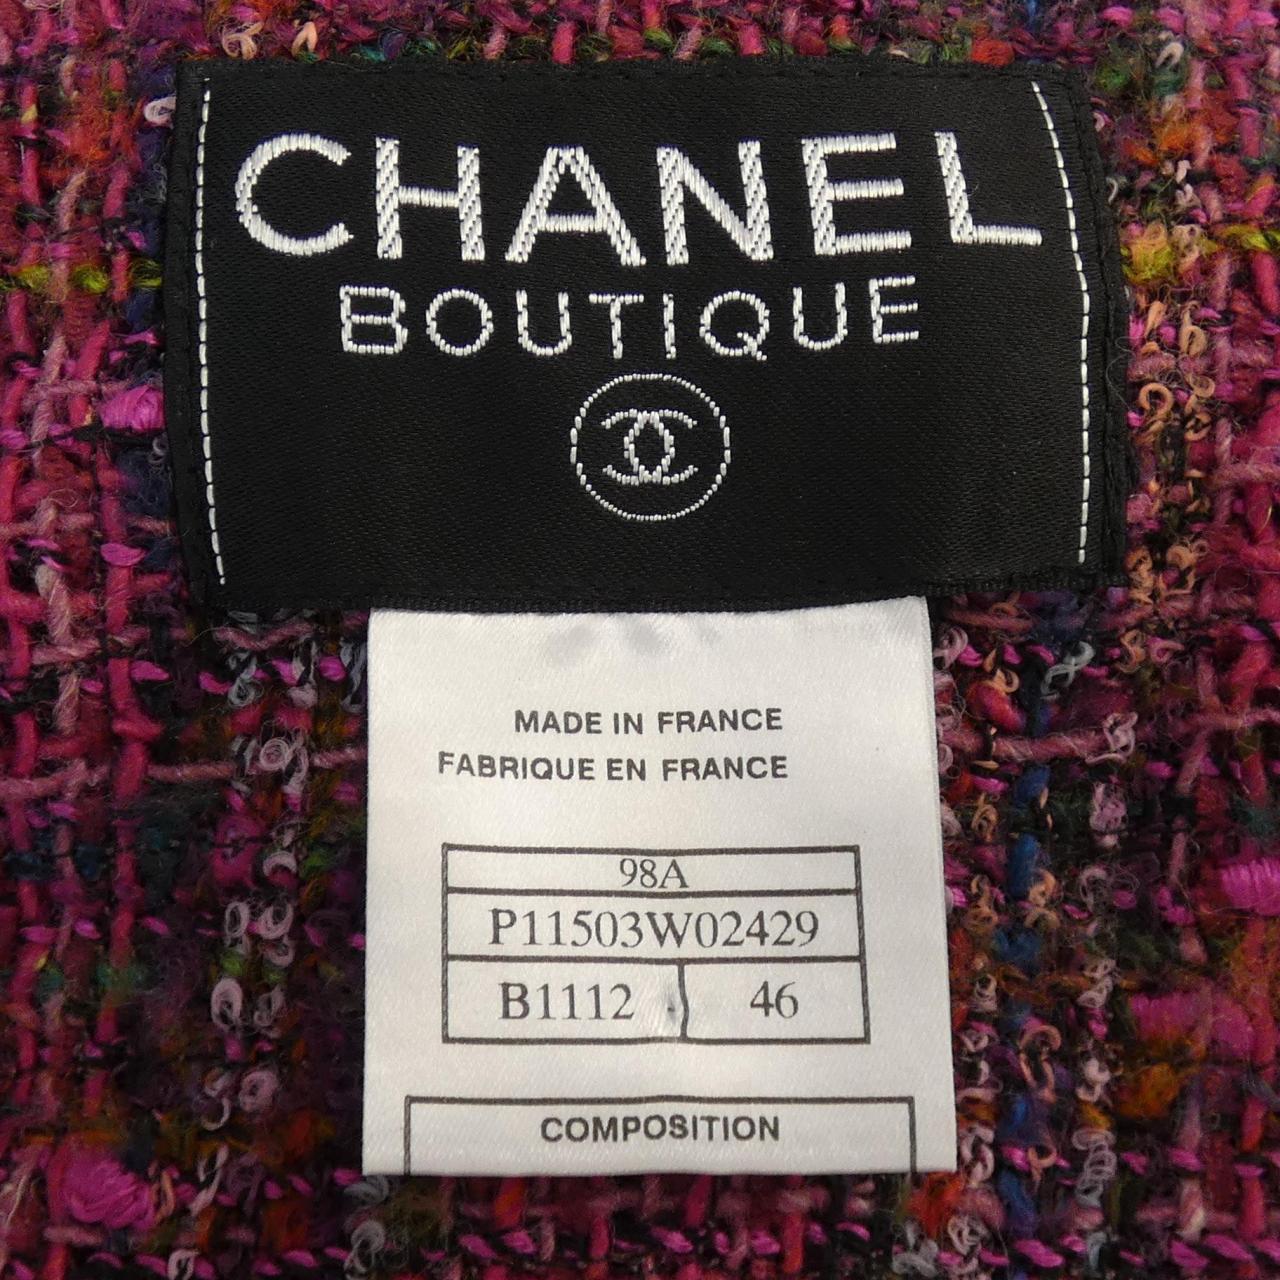 CHANEL
BOUTIQUE
MADE IN FRANCE
FABRIQUE EN FRANCE
98A
P11503W02429
B1112 46
COMPOSITION